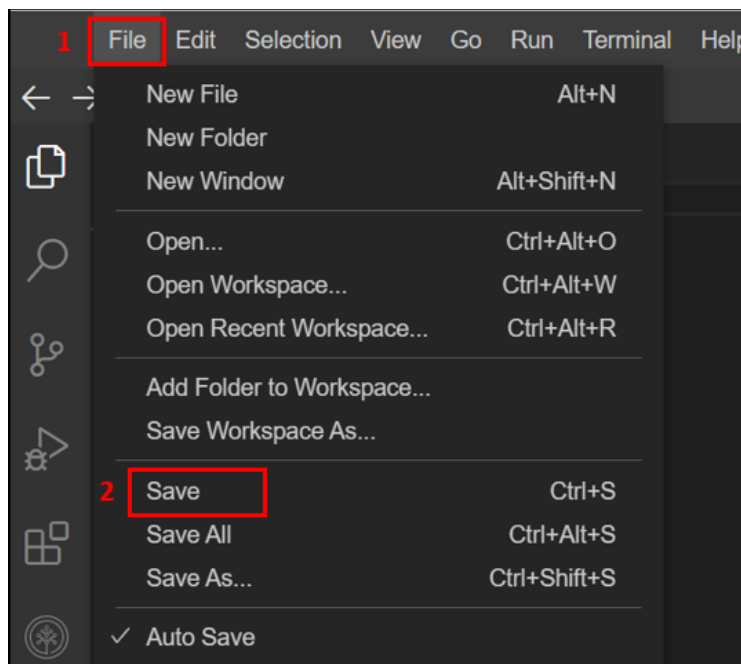 1 File Edit Selection View Go Run Terminal Help
New File Alt+N
New Folder
New Window Alt+Shift+N
Open... Ctrl+Alt+O
Open Workspace... Ctrl+Alt+W
Open Recent Workspace... Ctrl+Alt+R
Add Folder to Workspace...
Save Workspace As...
2 Save Ctrl+S
Save All Ctrl+Alt+S
Save As... Ctrl+Shift+S
✓ Auto Save